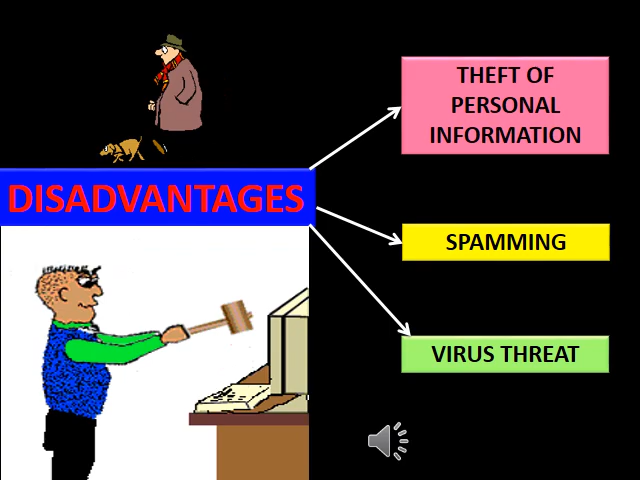 DISADVANTAGES
THEFT OF
PERSONAL
INFORMATION
SPAMMING
VIRUS THREAT